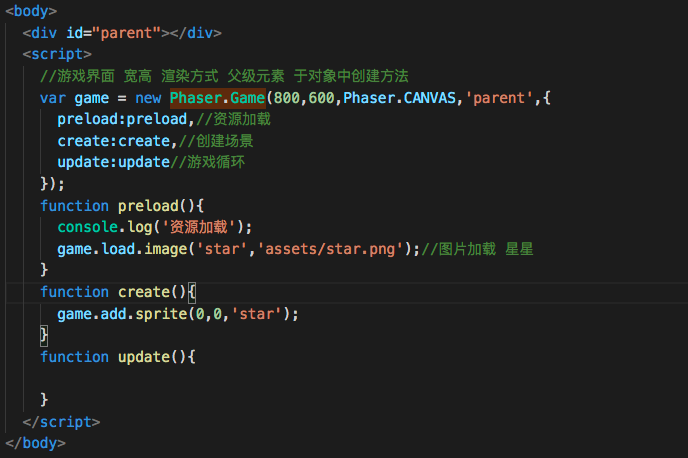 <body>
<div id="parent"></div>
<script>
//游戏界面 宽高 渲染方式 父级元素 于对象中创建方法
var game = new Phaser.Game(800,600,Phaser.CANVAS,'parent',{
preload:preload,//资源加载
create:create,//创建场景
update:update//游戏循环
});
function preload(){
console.log('资源加载');
game.load.image('star','assets/star.png');//图片加载 星星
}
function create(){
game.add.sprite(0,0,'star');
}
function update(){
}
</script>
</body>